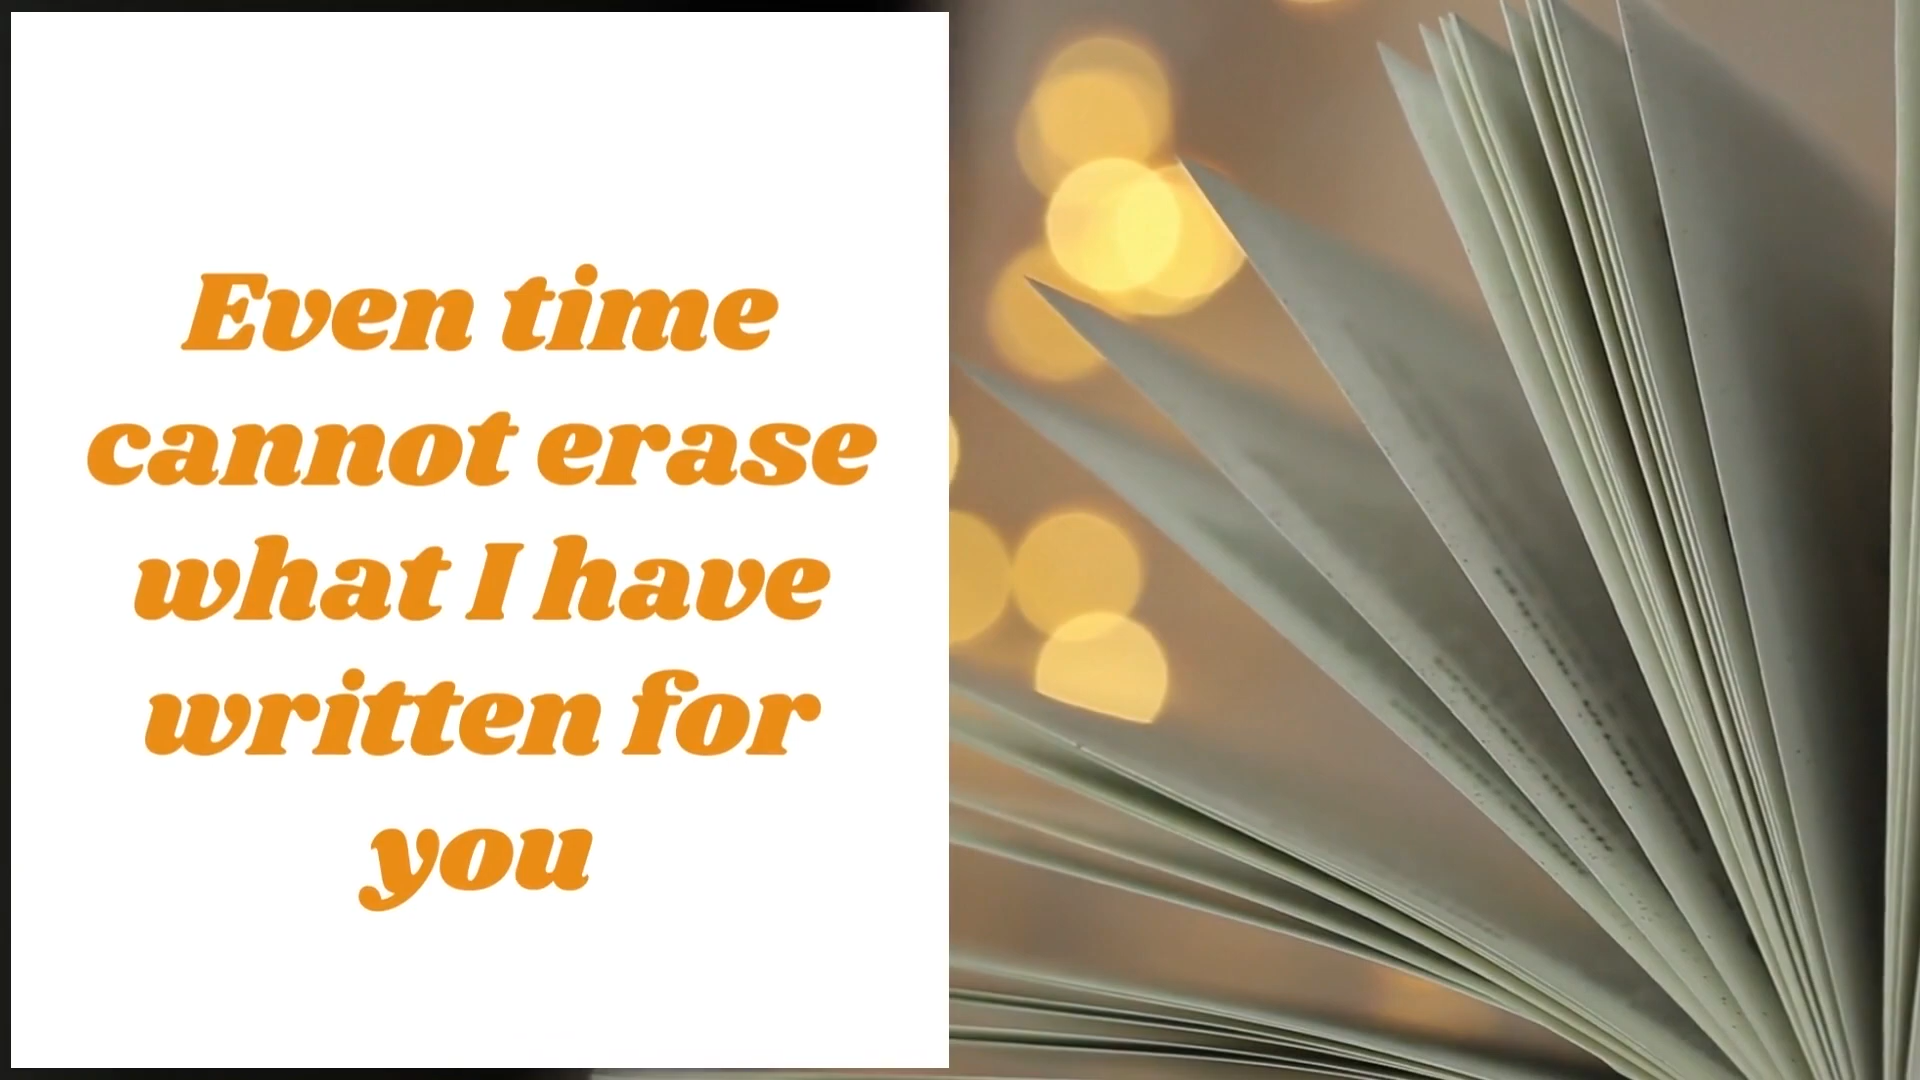 Even time
cannot erase
what I have
written for
you